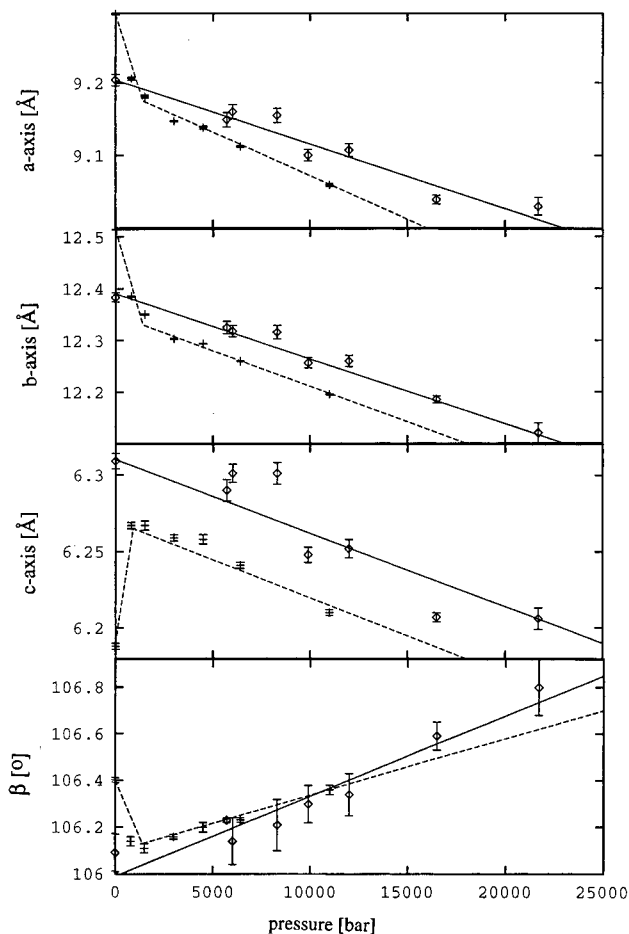 a-axis [Å]
9.2
9.1
b-axis [Å]
12.5
12.4
12.3
12.2
c-axis [Å]
6.3
6.25
6.2
β [o]
106.8
106.6
106.4
106.2
106
0 5000 10000 15000 20000 25000
pressure [bar]